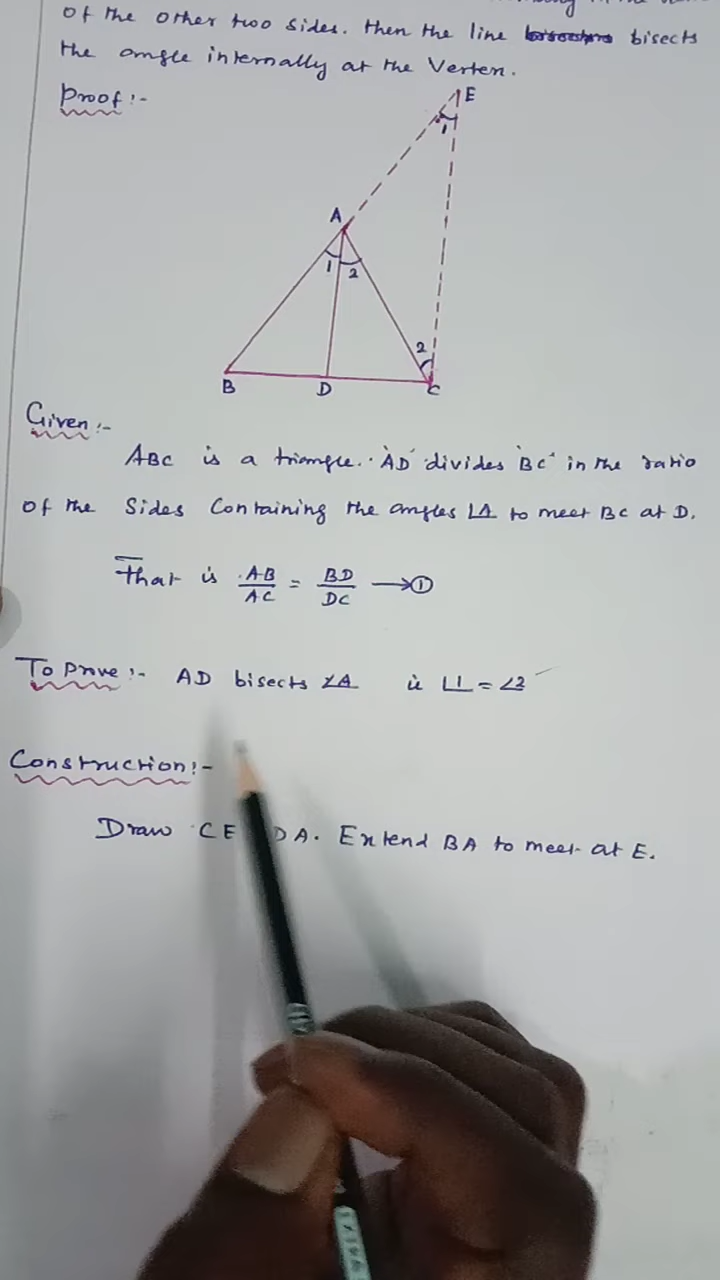 of the other two sides. then the line bisects
the angle internally at the Verten.
Proof :-
E
1
A
1 2
2
B D C
Given :-
ABC is a triangle. AD divides BC in the ratio
of the Sides Containing the angles ∠A to meet BC at D.
That is AB/AC = BD/DC → ①
To Prove :- AD bisects ∠A ie ∠1 = ∠2
Construction :-
Draw CE DA. Extend BA to meet at E.